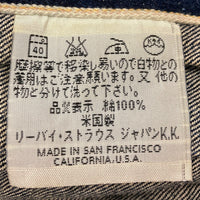 40
摩擦等で移染し易いので白物との
着用はご注意願います。又、他
の物と分けて洗って下さい。
品質表示 綿100%
米国製
リーバイ・ストラウス ジャパンK.K.
MADE IN SAN FRANCISCO
CALIFORNIA, U.S.A.